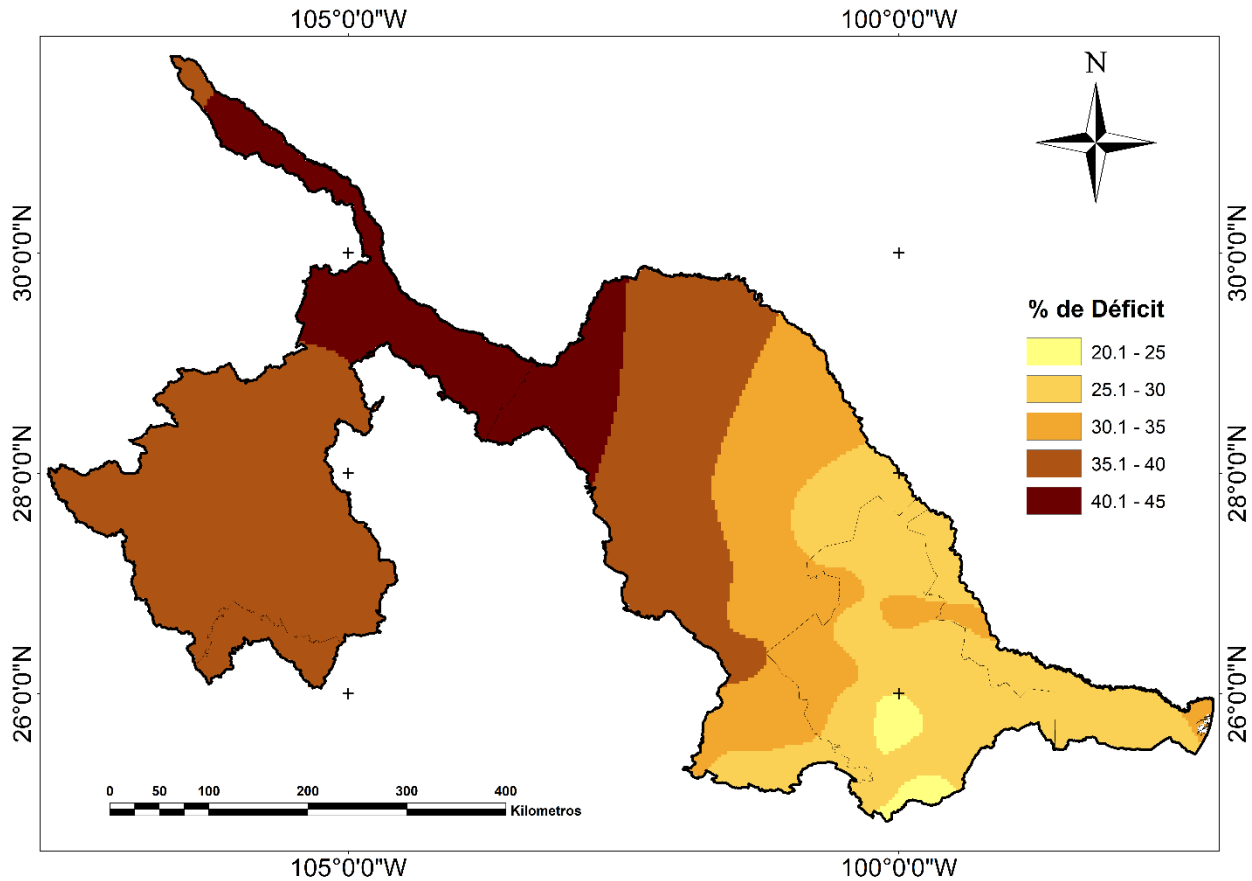 105°0'0"W 100°0'0"W
N
30°0'0"N 30°0'0"N
% de Déficit
20.1 - 25
25.1 - 30
30.1 - 35
35.1 - 40
40.1 - 45
28°0'0"N 28°0'0"N
26°0'0"N 26°0'0"N
0 50 100 200 300 400
Kilometros
105°0'0"W 100°0'0"W